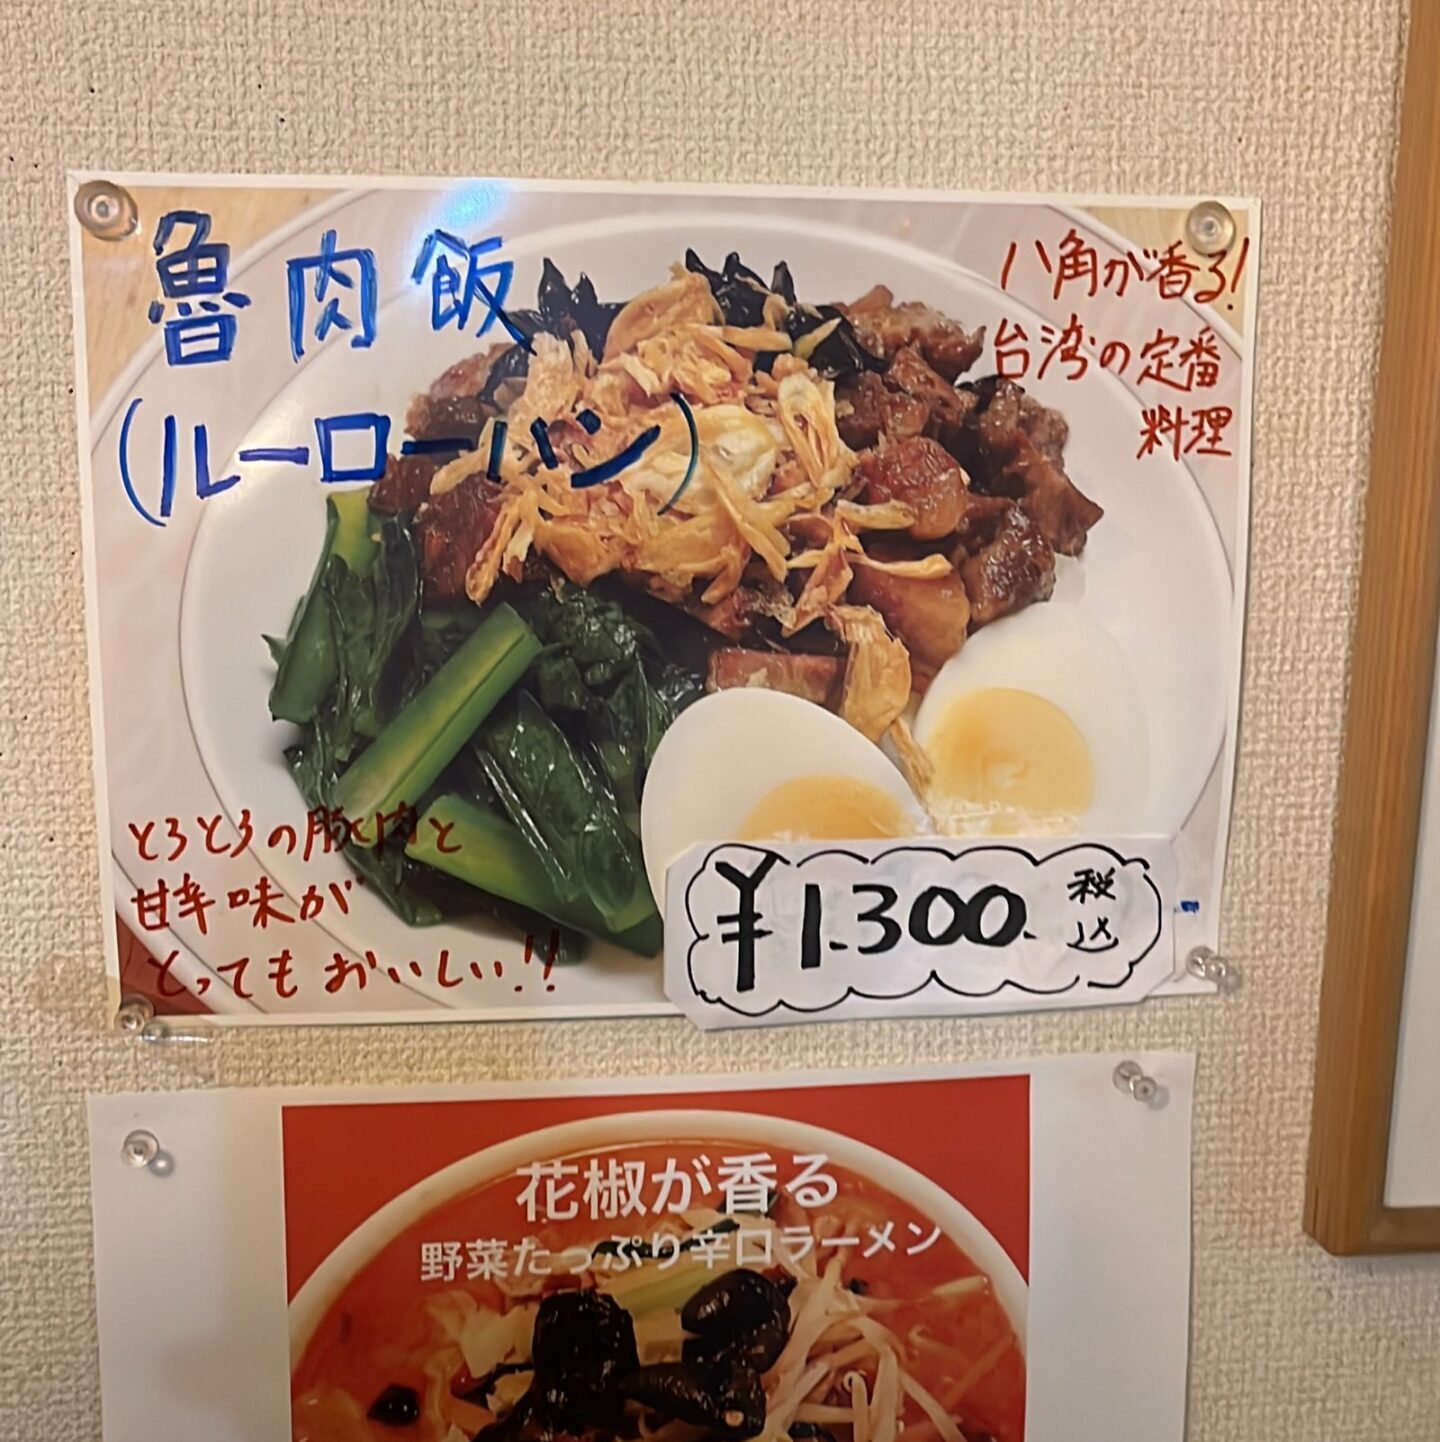 魯肉飯
(ルーローハン)
八角が香る!
台湾の定番
料理
とろとろの豚肉と
甘辛味が
とってもおいしい!!
¥1.300.
税
込
花椒が香る
野菜たっぷり辛口ラーメン